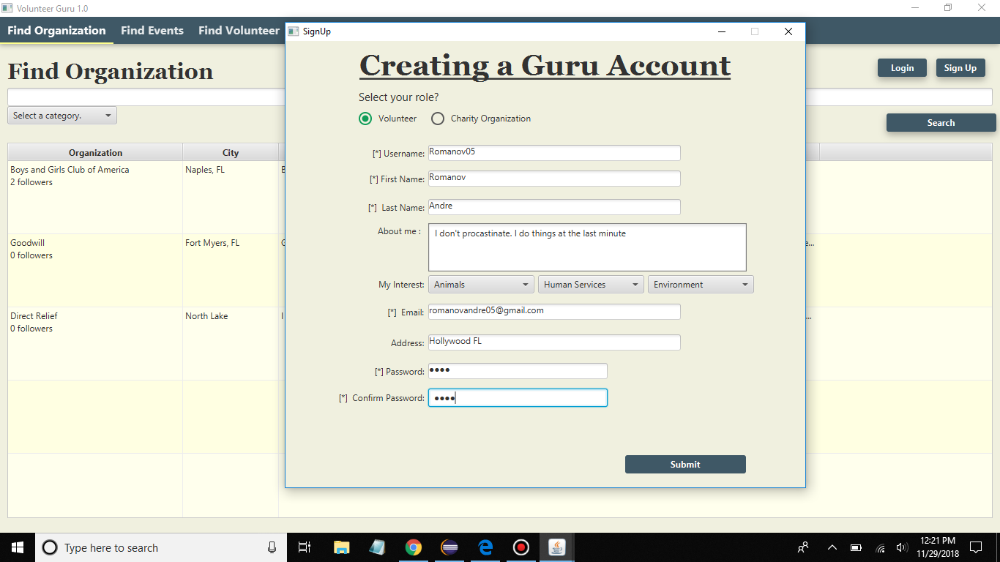 Volunteer Guru 1.0
Find Organization Find Events Find Volunteer
SignUp
Find Organization
Login Sign Up
Select a category.
Search
Organization City
Boys and Girls Club of America Naples, FL
2 followers
Goodwill Fort Myers, FL
0 followers
Direct Relief North Lake
0 followers
Creating a Guru Account
Select your role?
Volunteer Charity Organization
[*] Username: Romanov05
[*] First Name: Romanov
[*] Last Name: Andre
About me : I don't procastinate. I do things at the last minute
My Interest: Animals Human Services Environment
[*] Email: romanovandre05@gmail.com
Address: Hollywood FL
[*] Password: ••••
[*] Confirm Password: ••••
Submit
Type here to search
12:21 PM
11/29/2018